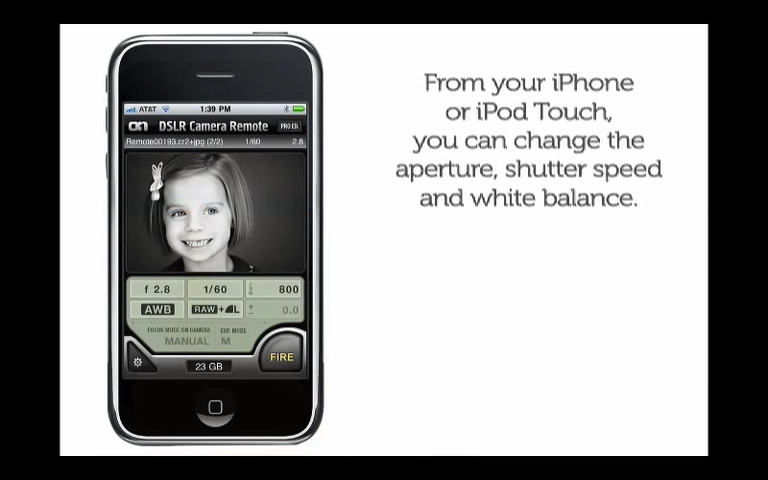 AT&T 1:39 PM
on DSLR Camera Remote PRO ED.
Remote00193.cr2+jpg (2/2) 1/60 2.8
From your iPhone
or iPod Touch,
you can change the
aperture, shutter speed
and white balance.
f 2.8 1/60 ISO 800
AWB RAW+L +- 0.0
FOCUS MODE ON CAMERA EXP. MODE
MANUAL M
FIRE
23 GB